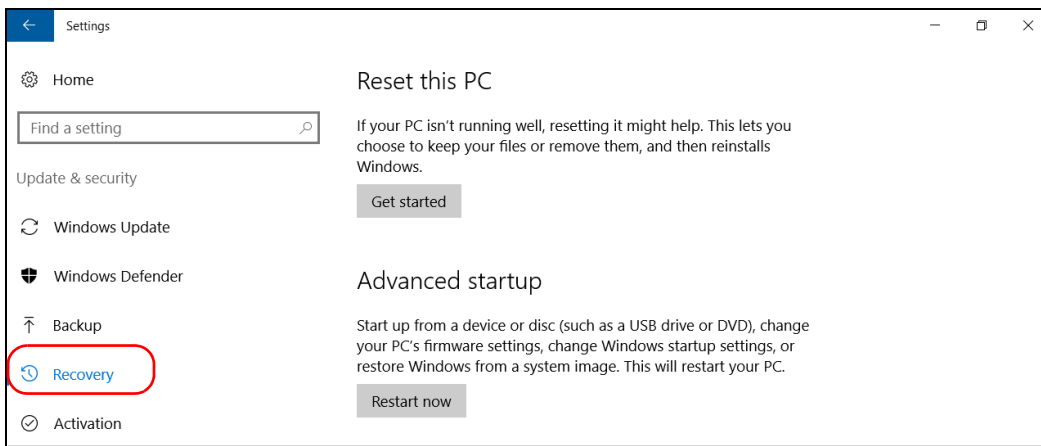 Settings
Home
Find a setting
Update & security
Windows Update
Windows Defender
Backup
Recovery
Activation
Reset this PC
If your PC isn't running well, resetting it might help. This lets you
choose to keep your files or remove them, and then reinstalls
Windows.
Get started
Advanced startup
Start up from a device or disc (such as a USB drive or DVD), change
your PC's firmware settings, change Windows startup settings, or
restore Windows from a system image. This will restart your PC.
Restart now